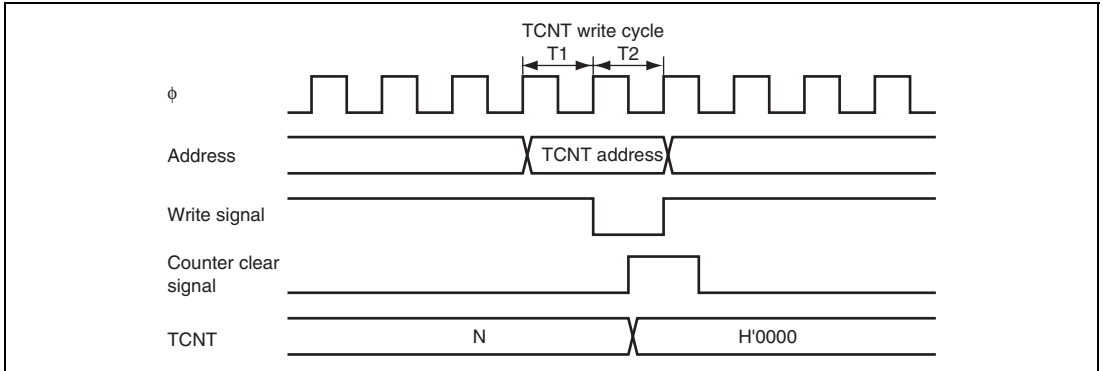 TCNT write cycle
T1 T2
ϕ
Address
TCNT address
Write signal
Counter clear
signal
TCNT
N
H'0000